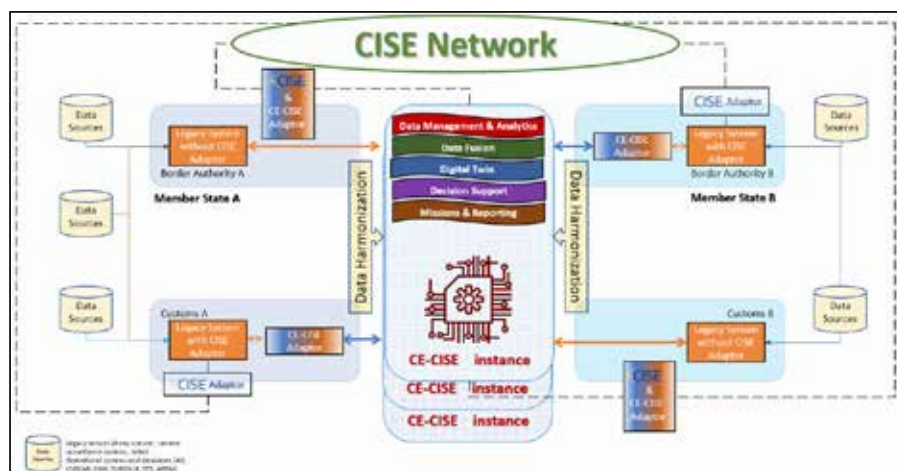 CISE Network
Data
Sources
CISE
&
CE-CISE
Adaptor
Legacy System
without CISE
Adaptor
Border Authority A
Member State A
Data
Sources
Data
Sources
Customs A
Legacy System
with CISE
Adaptor
CE-CISE
Adaptor
CISE Adaptor
Data Harmonization
Data Management & Analytics
Data Fusion
Digital Twin
Decision Support
Missions & Reporting
CE-CISE instance
CE-CISE instance
CE-CISE instance
Data Harmonization
CISE Adaptor
CE-CISE
Adaptor
Legacy System
with CISE
Adaptor
Border Authority B
Member State B
Data
Sources
Customs B
Legacy System
without CISE
Adaptor
Data
Sources
CISE
&
CE-CISE
Adaptor
Data
Sources